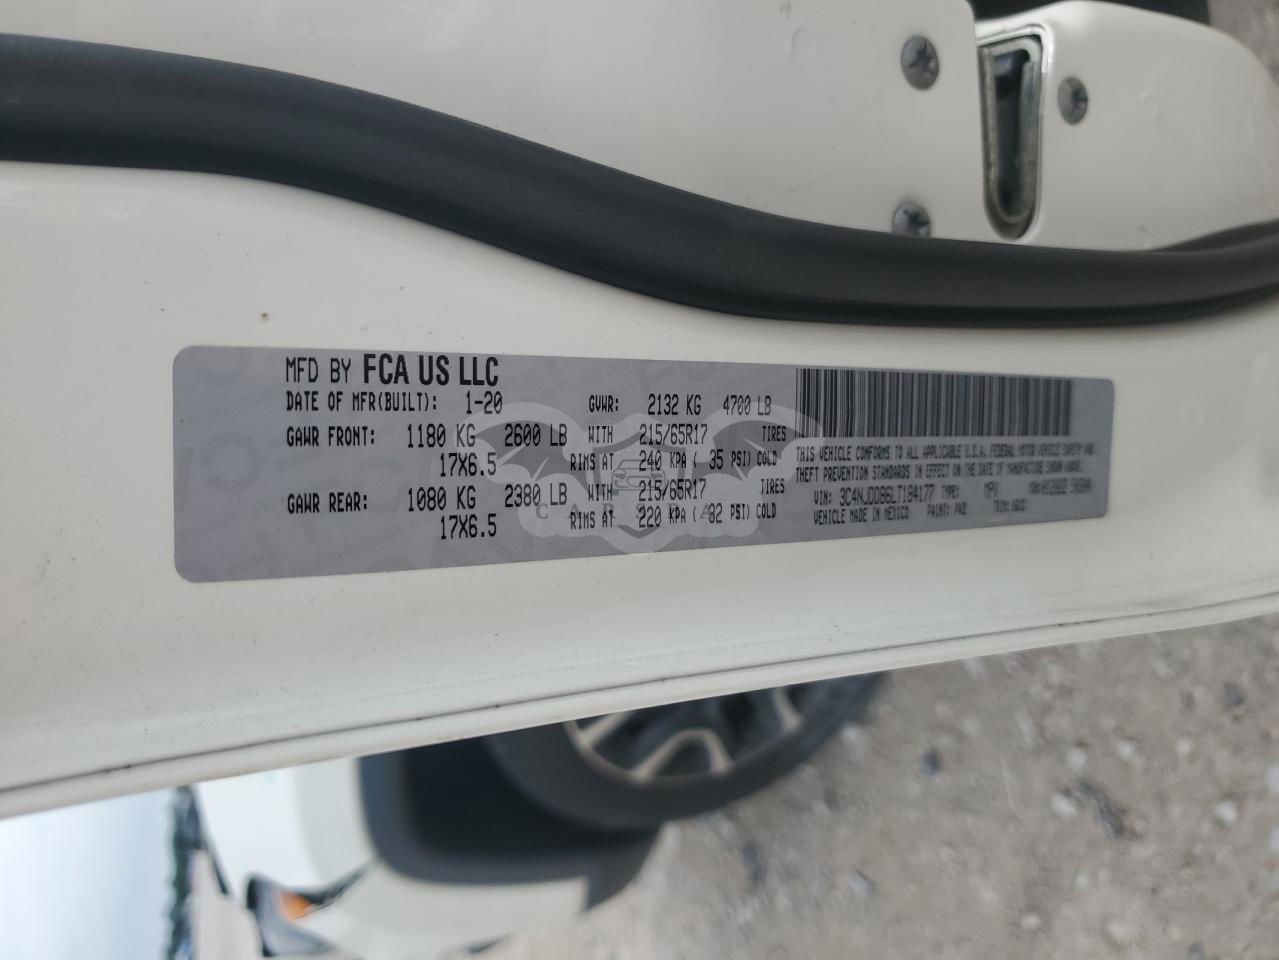 MFD BY FCA US LLC
DATE OF MFR(BUILT): 1-20 GVWR: 2132 KG 4700 LB
GAWR FRONT: 1180 KG 2600 LB WITH 215/65R17 TIRES
17X6.5 RIMS AT 240 KPA ( 35 PSI) COLD
GAWR REAR: 1080 KG 2380 LB WITH 215/65R17 TIRES
17X6.5 RIMS AT 220 KPA ( 32 PSI) COLD
THIS VEHICLE CONFORMS TO ALL APPLICABLE U.S.A. FEDERAL MOTOR VEHICLE SAFETY AND
THEFT PREVENTION STANDARDS IN EFFECT ON THE DATE OF MANUFACTURE SHOWN ABOVE.
VIN: 3C4NJDDB6LT184177 TYPE: MPV
VEHICLE MADE IN MEXICO PAINT: PW2 TRIM: